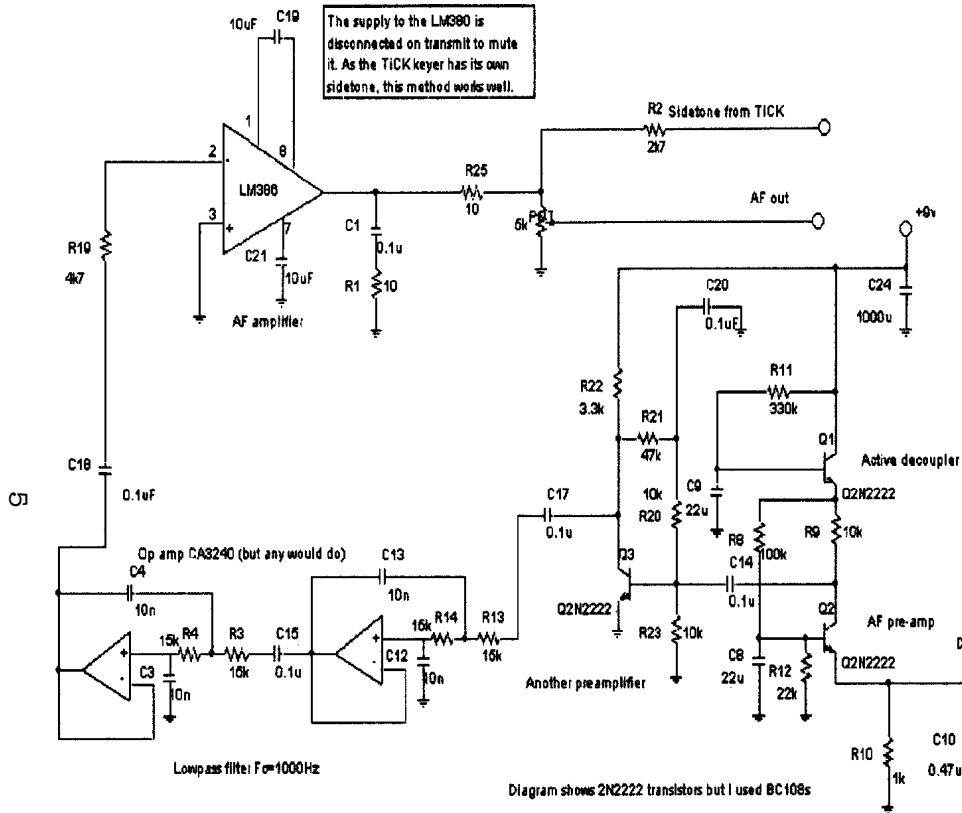 C19
10uF
The supply to the LM380 is
disconnected on transmit to mute
it. As the TiCK keyer has its own
sidetone, this method works well.
1
8
2
-
LM386
3
+
7
R2
Sidetone from TiCK
2k7
R25
10
AF out
POT
5k
+9v
R19
4k7
C21
10uF
C1
0.1u
R1
10
AF amplifier
C20
0.1uF
C24
1000u
R11
330k
R22
3.3k
R21
47k
Q1
Active decoupler
Q2N2222
C18
0.1uF
5
C17
0.1u
10k
R20
C9
22u
R8
100k
R9
10k
Op amp CA3240 (but any would do)
C4
10n
C13
10n
Q3
Q2N2222
C14
0.1u
Q2
AF pre-amp
Q2N2222
D
15k
R4
R3
15k
C15
0.1u
C3
10n
+
-
15k
R14
R13
15k
C12
10n
+
-
R23
10k
C8
22u
R12
22k
Another preamplifier
R10
1k
C10
0.47u
Lowpass filter Fc=1000Hz
Diagram shows 2N2222 transistors but I used BC108s